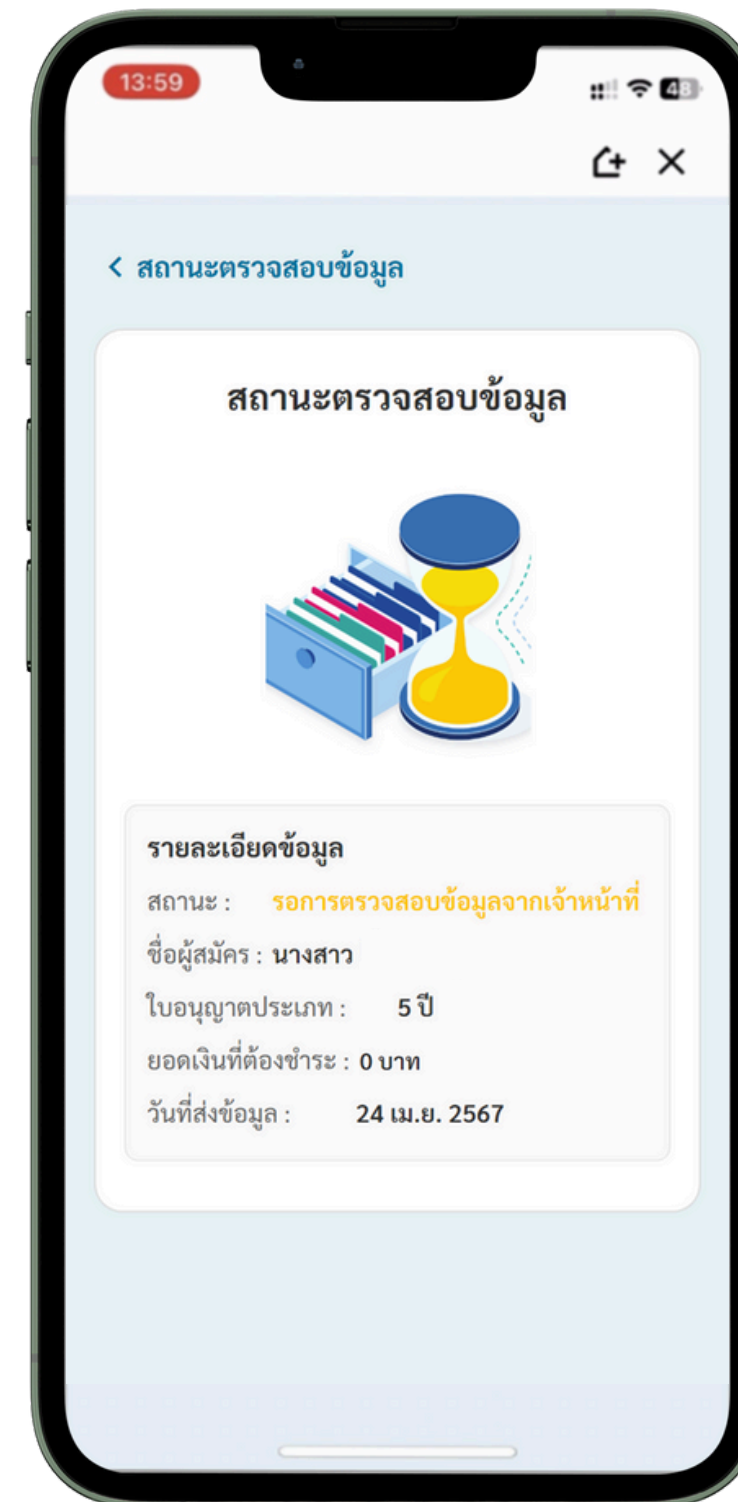 13:59
48
สถานะตรวจสอบข้อมูล
สถานะตรวจสอบข้อมูล
รายละเอียดข้อมูล
สถานะ : รอการตรวจสอบข้อมูลจากเจ้าหน้าที่
ชื่อผู้สมัคร : นางสาว
ใบอนุญาตประเภท : 5 ปี
ยอดเงินที่ต้องชำระ : 0 บาท
วันที่ส่งข้อมูล : 24 เม.ย. 2567